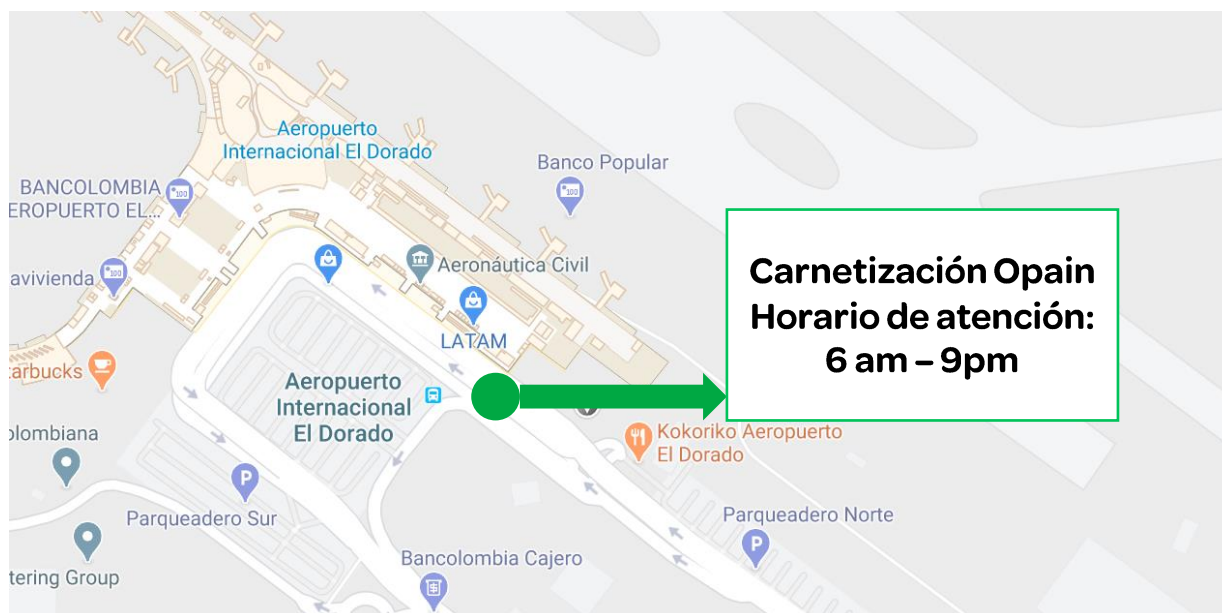 Aeropuerto
Internacional El Dorado
Banco Popular
BANCOLOMBIA
EROPUERTO EL...
Carnetización Opain
Horario de atención:
6 am – 9pm
avivienda
Aeronáutica Civil
LATAM
arbucks
Aeropuerto
Internacional
El Dorado
olombiana
Kokoriko Aeropuerto
El Dorado
P
Parqueadero Sur
Parqueadero Norte
P
Bancolombia Cajero
tering Group